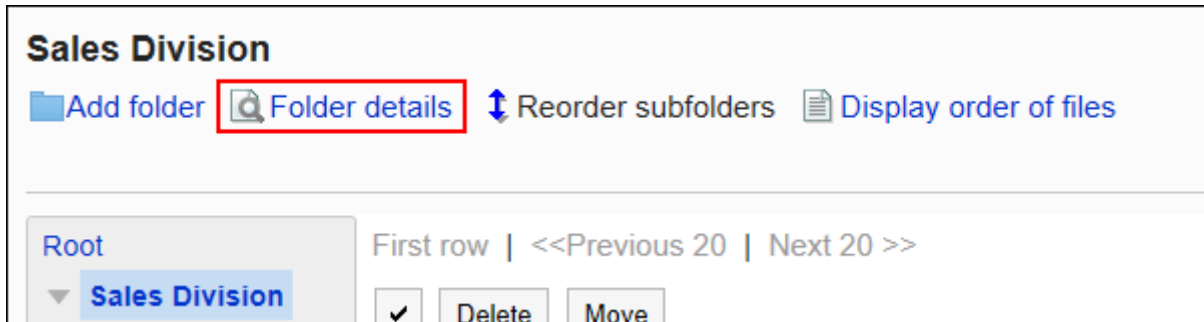 Sales Division
Add folder Folder details Reorder subfolders Display order of files
Root
First row | <<Previous 20 | Next 20 >>
Sales Division
Delete Move